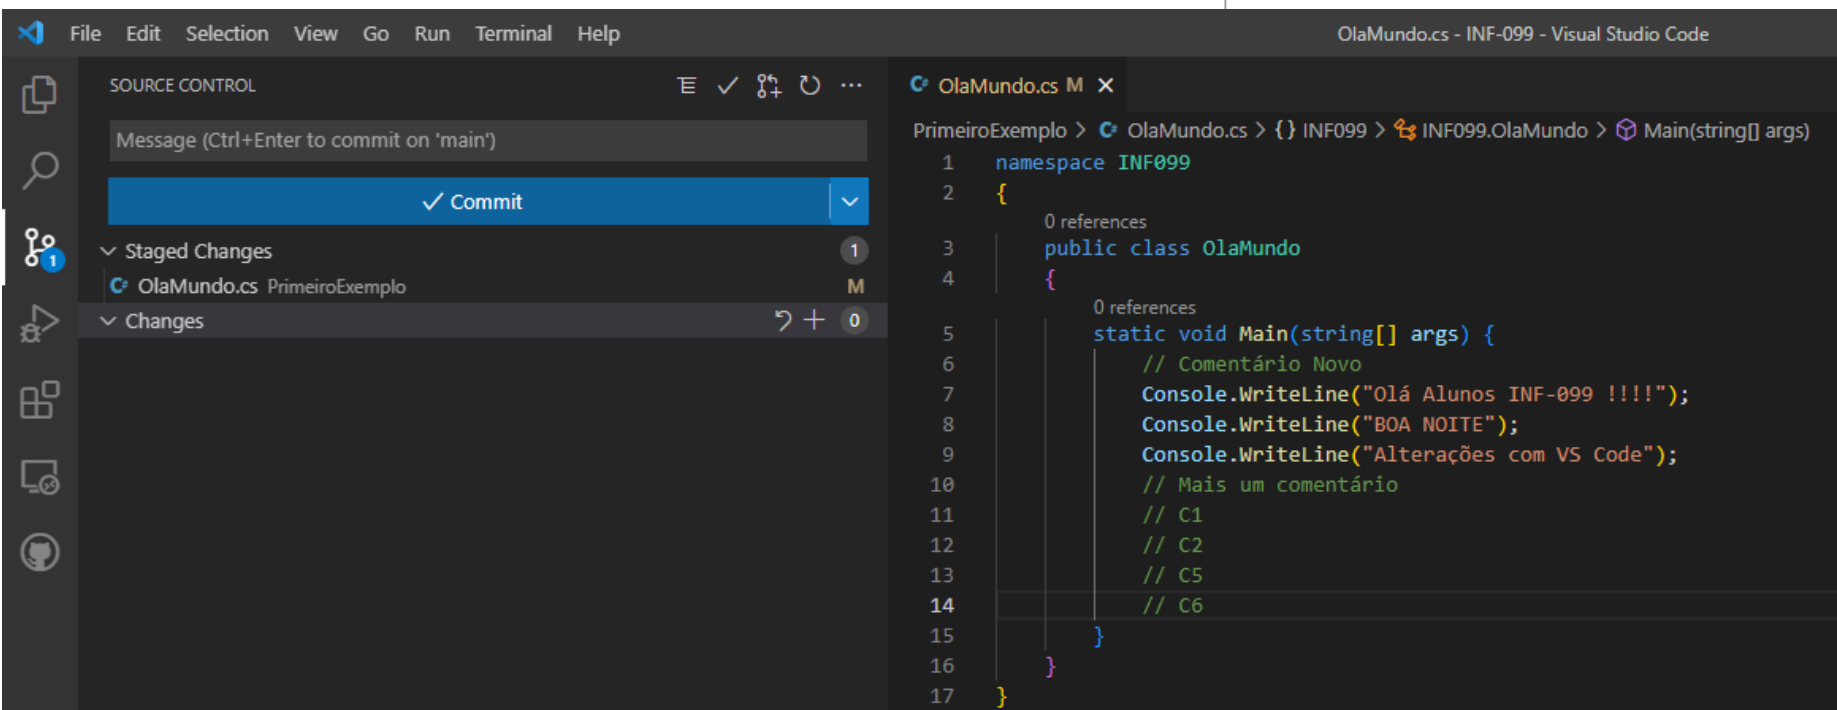 File Edit Selection View Go Run Terminal Help
OlaMundo.cs - INF-099 - Visual Studio Code
SOURCE CONTROL
Message (Ctrl+Enter to commit on 'main')
Commit
Staged Changes 1
OlaMundo.cs PrimeiroExemplo M
Changes 0
1
OlaMundo.cs M
PrimeiroExemplo > OlaMundo.cs > {} INF099 > INF099.OlaMundo > Main(string[] args)
1 namespace INF099
2 {
0 references
3 public class OlaMundo
4 {
0 references
5 static void Main(string[] args) {
6 // Comentário Novo
7 Console.WriteLine("Olá Alunos INF-099 !!!!");
8 Console.WriteLine("BOA NOITE");
9 Console.WriteLine("Alterações com VS Code");
10 // Mais um comentário
11 // C1
12 // C2
13 // C5
14 // C6
15 }
16 }
17 }